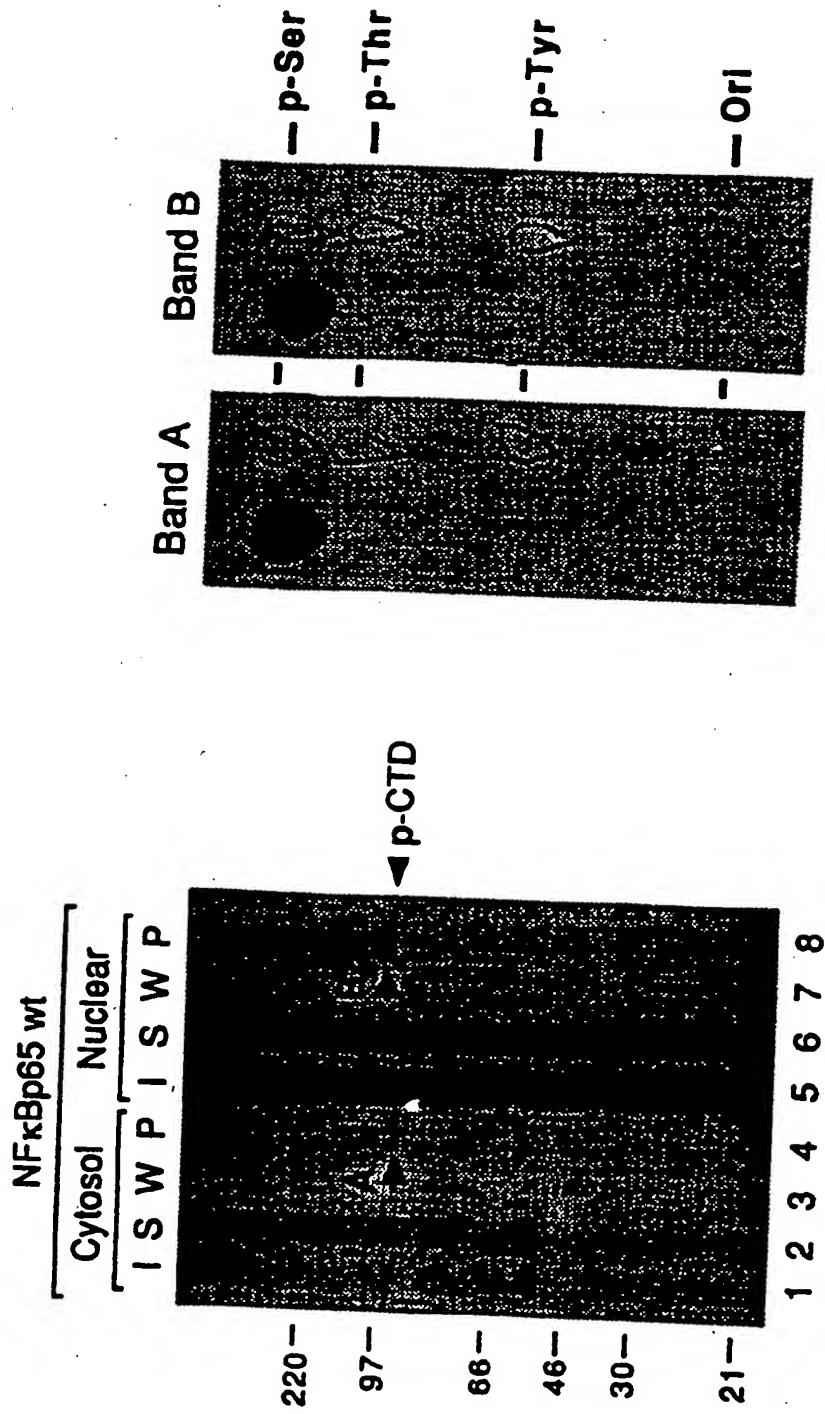 NFκBp65 wt
Cytosol Nuclear
I S W P I S W P
220–
97–
66–
46–
30–
21–
p-CTD
1 2 3 4 5 6 7 8
Band A Band B
p-Ser
p-Thr
p-Tyr
Ori